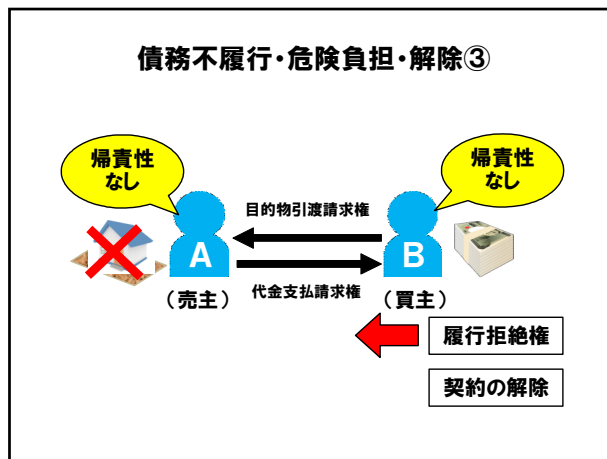 債務不履行・危険負担・解除③
帰責性
なし
帰責性
なし
目的物引渡請求権
A
B
代金支払請求権
（売主）
（買主）
履行拒絶権
契約の解除